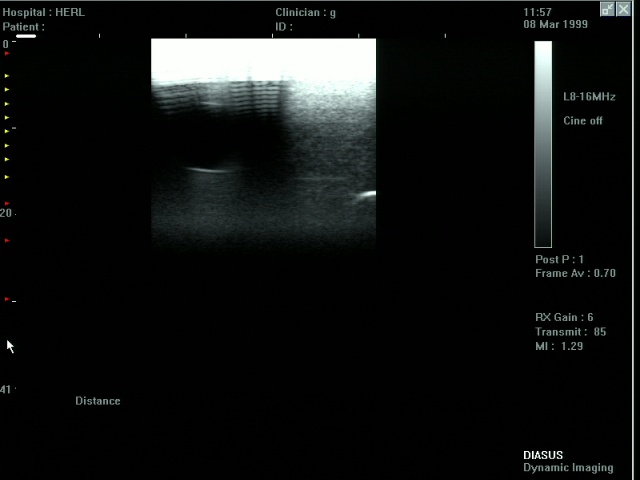 Hospital : HERL
Clinician : g
11:57
Patient :
ID :
08 Mar 1999
0
L8-16MHz
Cine off
20
Post P : 1
Frame Av : 0.70
RX Gain : 6
Transmit : 85
MI : 1.29
41
Distance
DIASUS
Dynamic Imaging